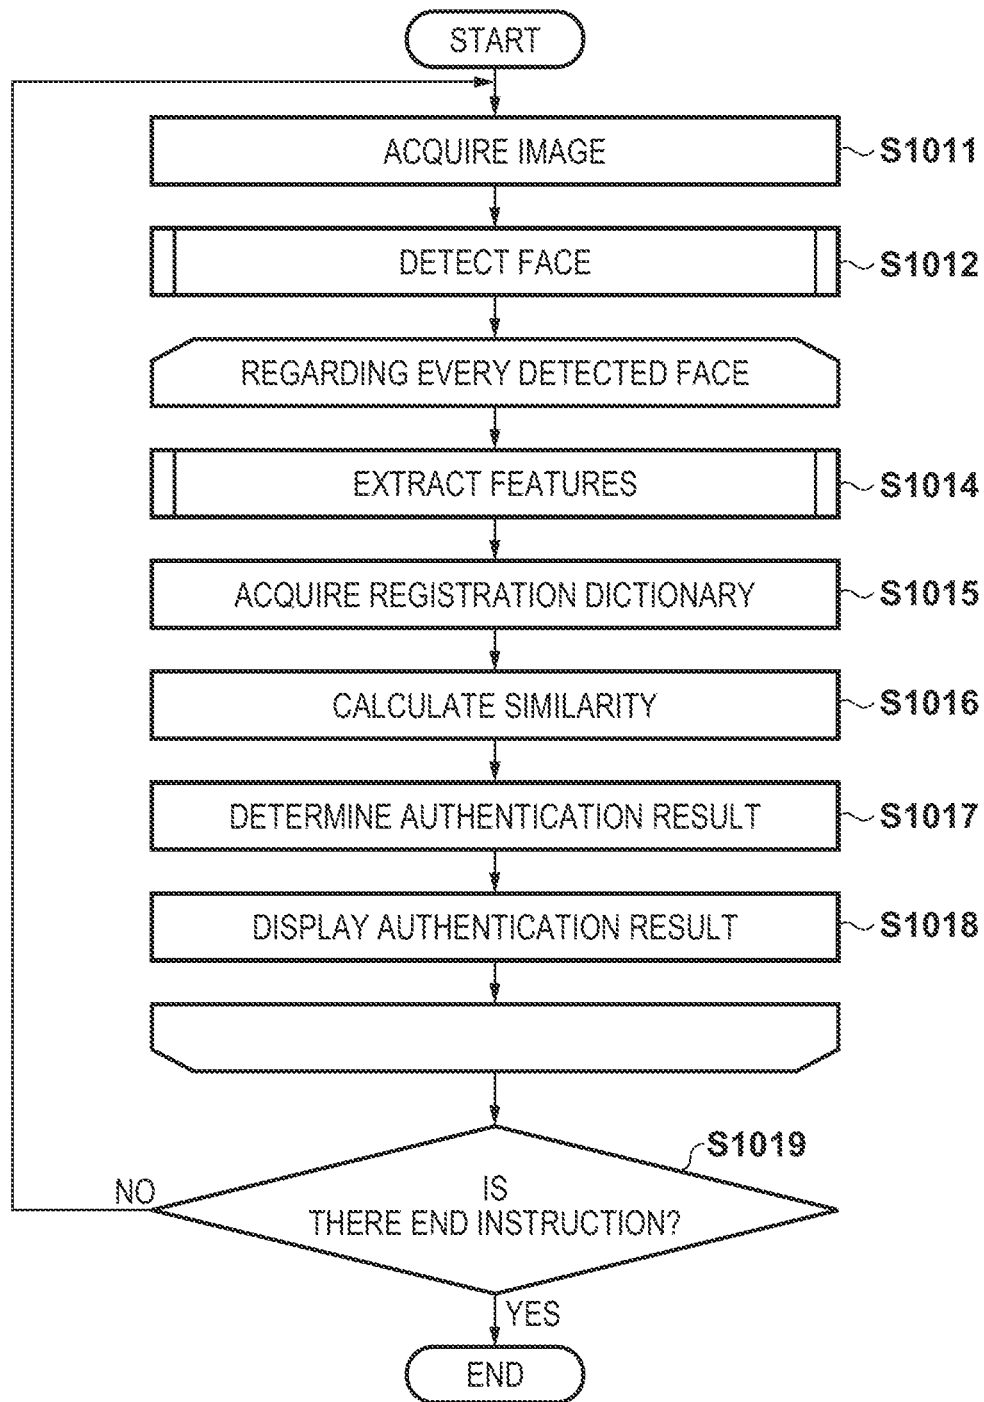 START
ACQUIRE IMAGE
S1011
DETECT FACE
S1012
REGARDING EVERY DETECTED FACE
EXTRACT FEATURES
S1014
ACQUIRE REGISTRATION DICTIONARY
S1015
CALCULATE SIMILARITY
S1016
DETERMINE AUTHENTICATION RESULT
S1017
DISPLAY AUTHENTICATION RESULT
S1018
S1019
IS
THERE END INSTRUCTION?
NO
YES
END